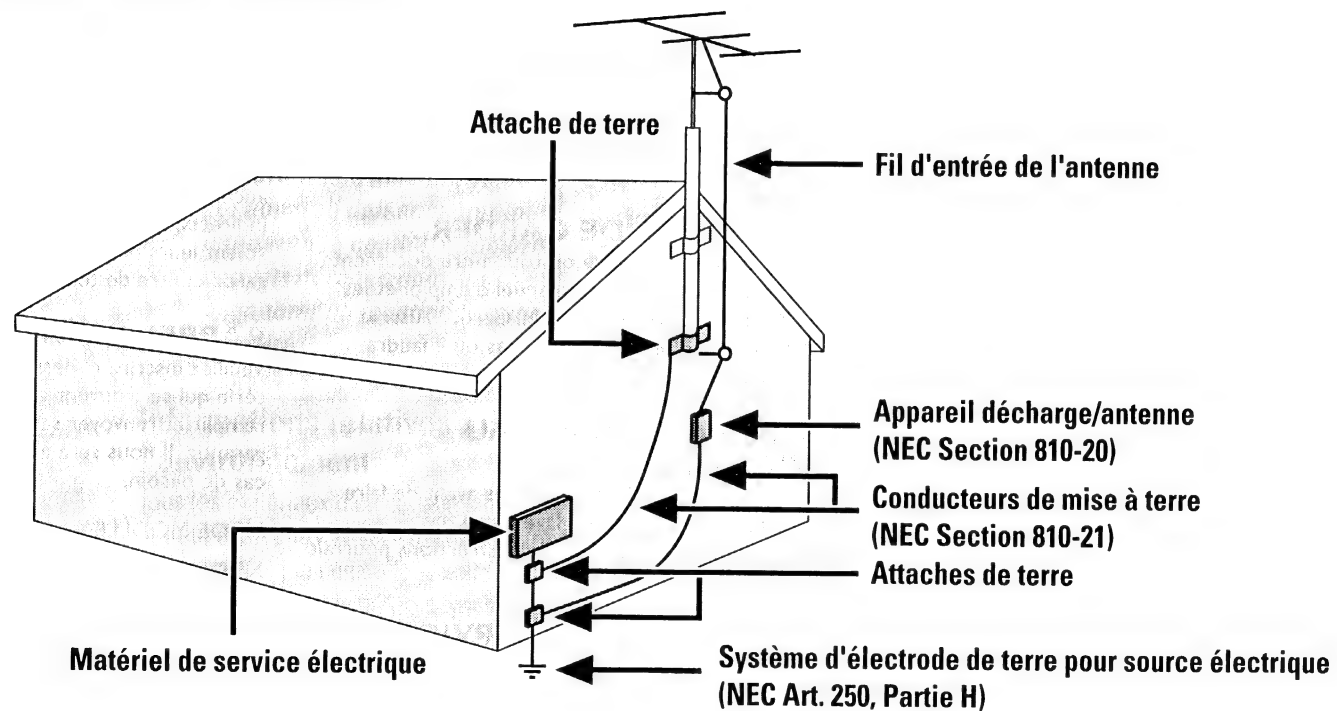 Attache de terre
Fil d'entrée de l'antenne
Appareil décharge/antenne
(NEC Section 810-20)
Conducteurs de mise à terre
(NEC Section 810-21)
Attaches de terre
Matériel de service électrique
Système d'électrode de terre pour source électrique
(NEC Art. 250, Partie H)